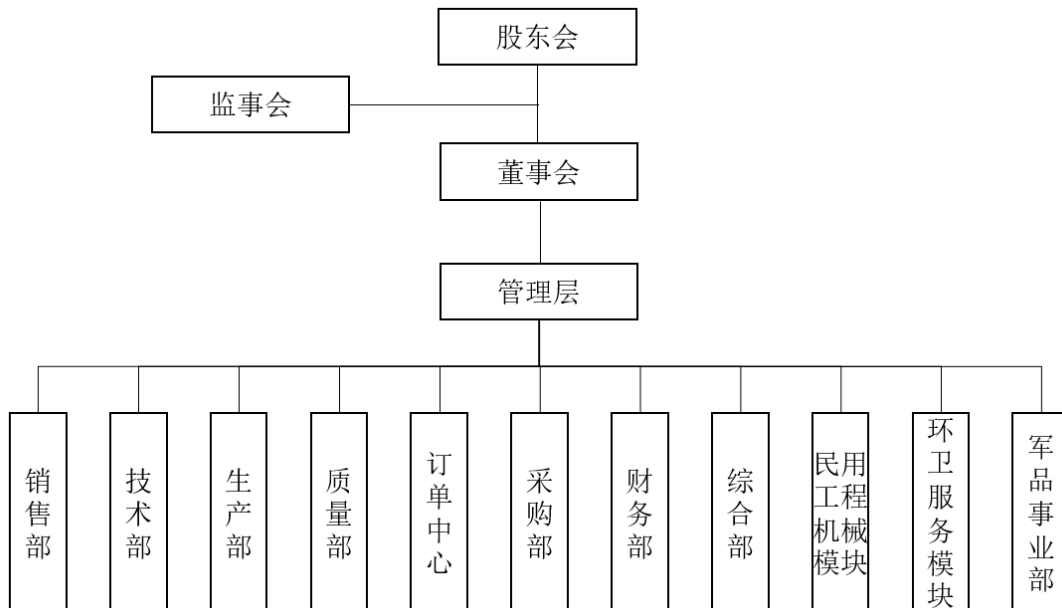 股东会
监事会
董事会
管理层
销售部
技术部
生产部
质量部
订单中心
采购部
财务部
综合部
民用工程机械模块
环卫服务模块
军品事业部